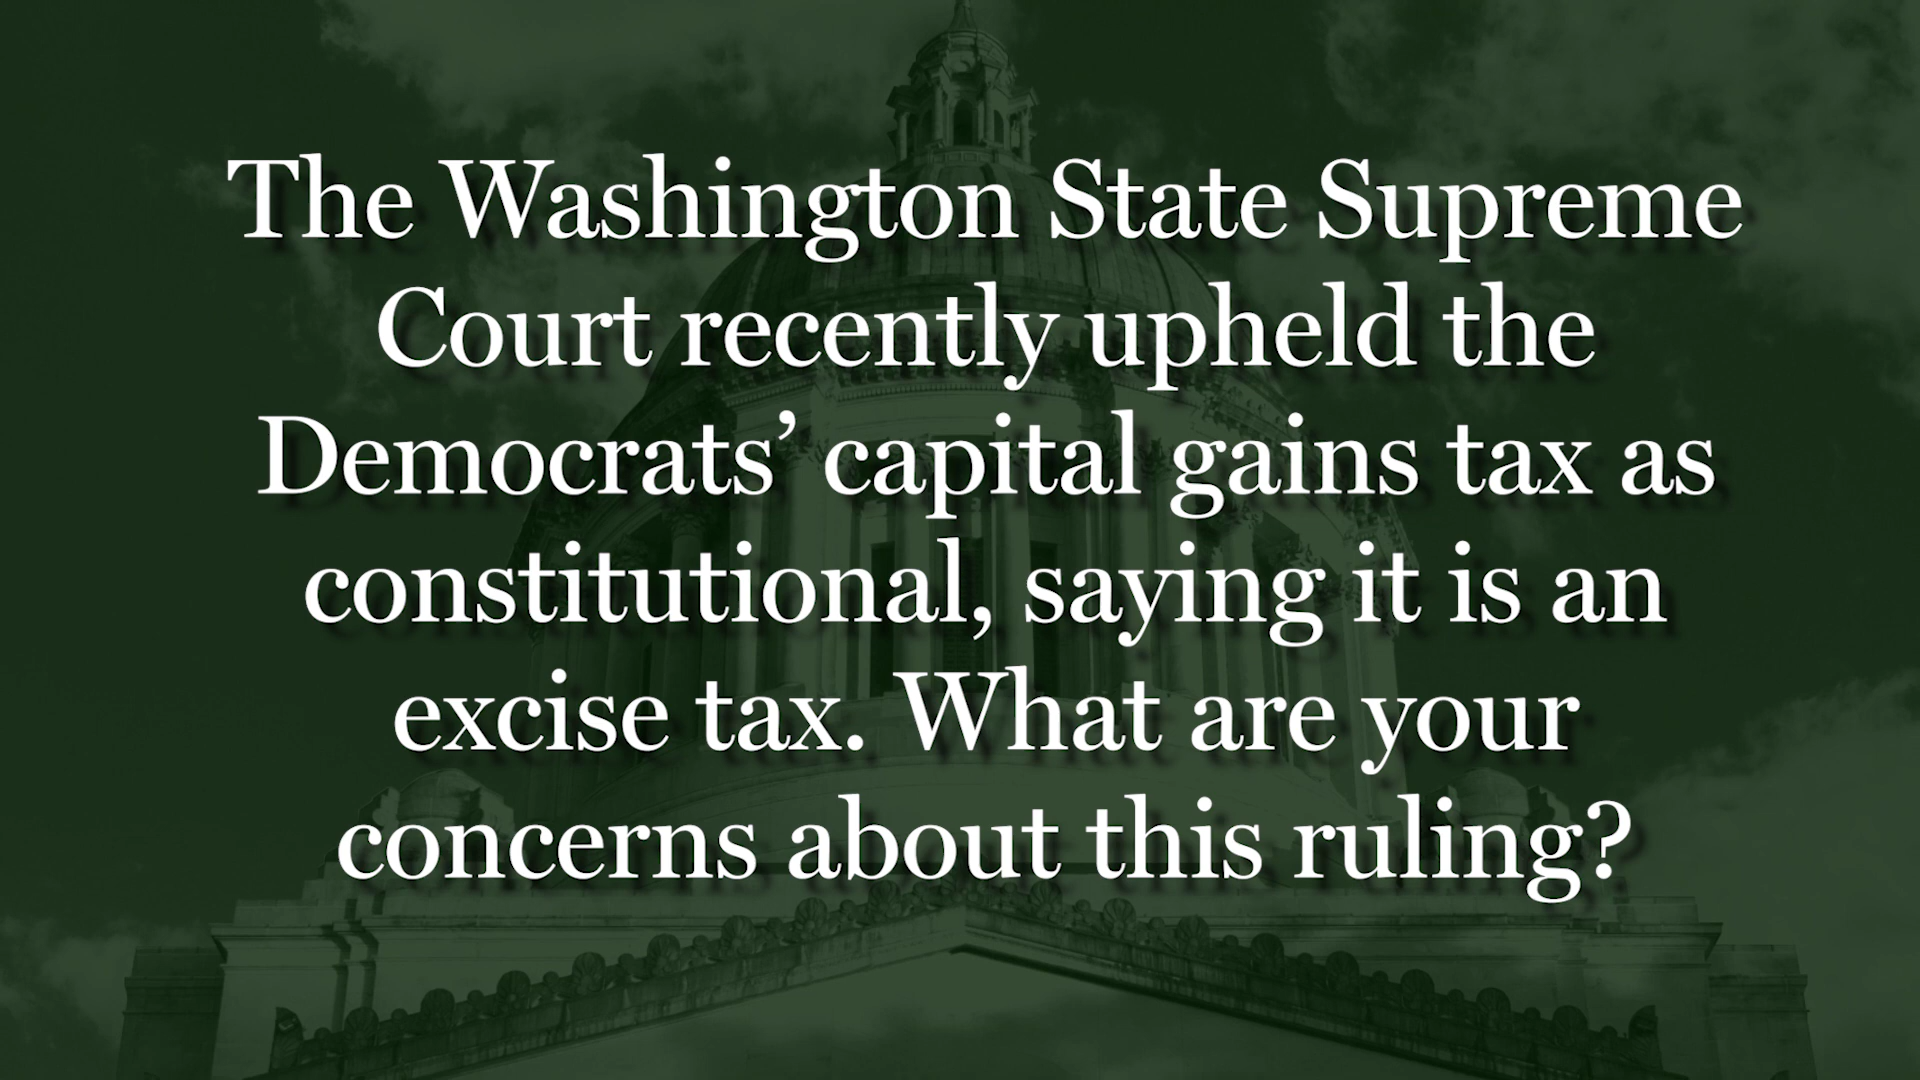 The Washington State Supreme
Court recently upheld the
Democrats’ capital gains tax as
constitutional, saying it is an
excise tax. What are your
concerns about this ruling?